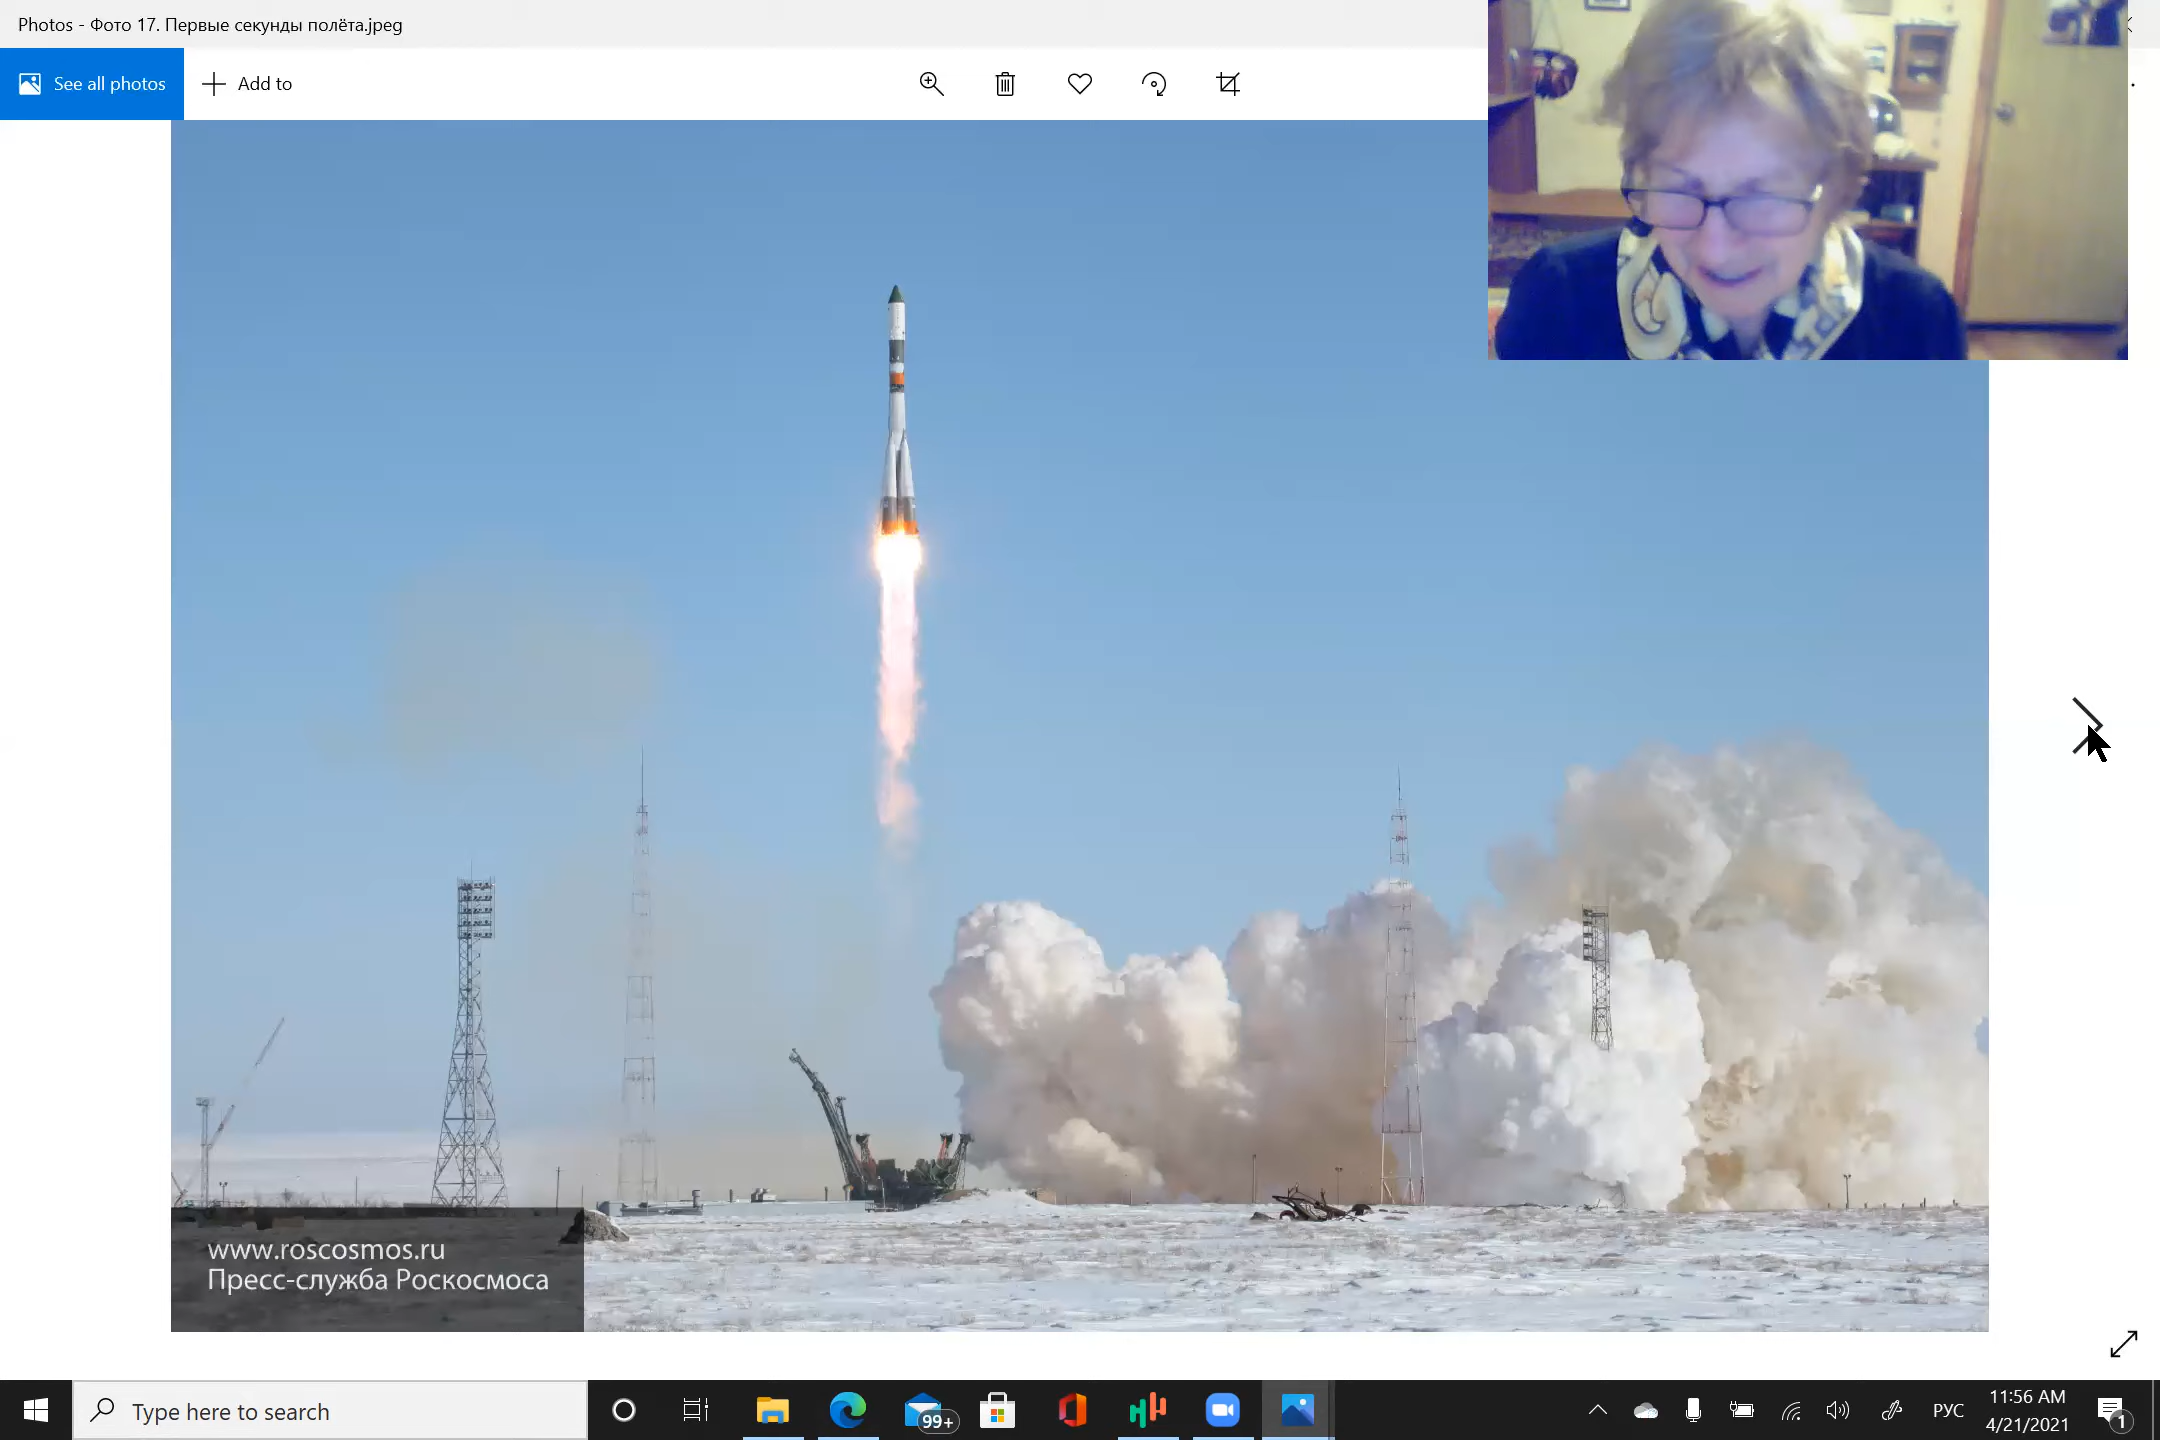 Photos - Фото 17. Первые секунды полёта.jpeg
See all photos
Add to
www.roscosmos.ru
Пресс-служба Роскосмоса
Type here to search
99+
РУС
11:56 AM
4/21/2021
1